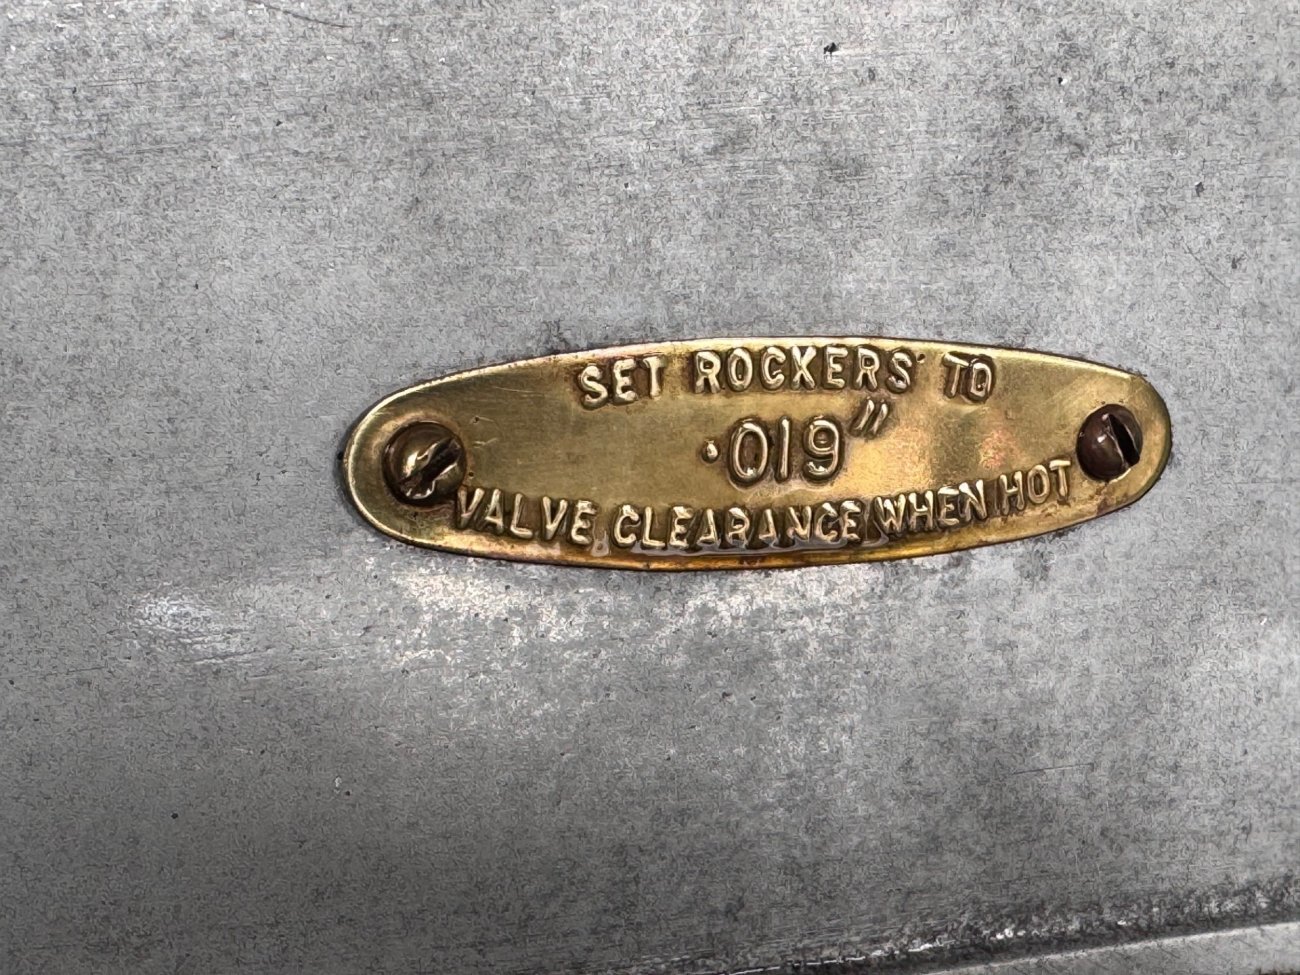 SET ROCKERS TO
·019"
VALVE CLEARANCE WHEN HOT